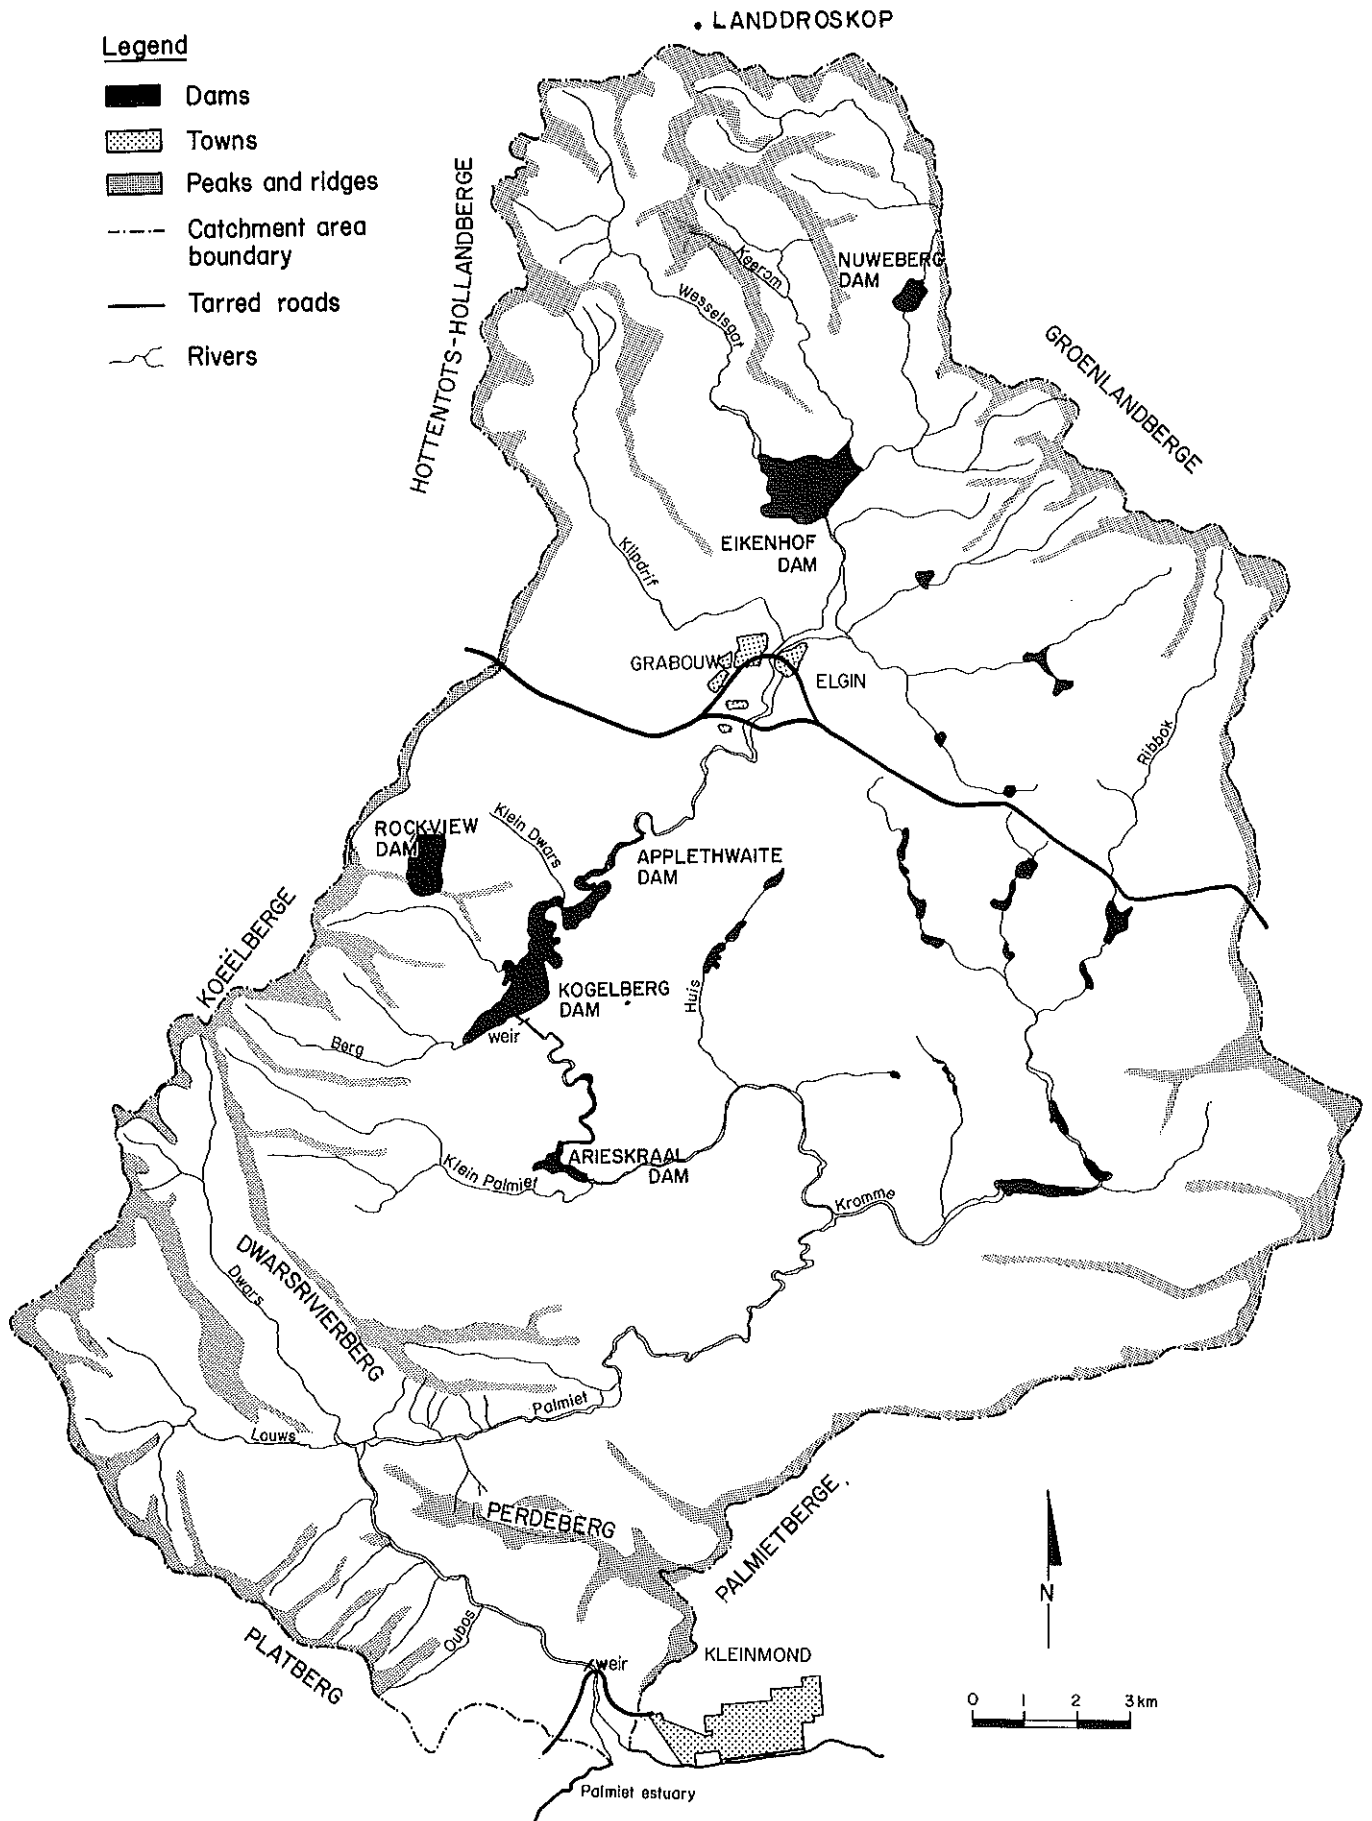 LANDDROSKOP
Legend
Dams
Towns
Peaks and ridges
Catchment area
boundary
Tarred roads
Rivers
HOTTENTOTS-HOLLANDBERGE
Keerom
NUWEBERG
DAM
Wesselsgat
GROENLANDBERGE
EIKENHOF
DAM
Klipdrif
GRABOUW
ELGIN
Ribbok
Klein Dwars
ROCKVIEW
DAM
APPLETHWAITE
DAM
KOEËLBERGE
KOGELBERG
DAM
Huis
weir
Berg
ARIESKRAAL
DAM
Klein Palmiet
Kromme
DWARSRIVIERBERG
Dwars
Palmiet
Louws
PERDEBERG
PALMIETBERGE
N
Oubos
PLATBERG
weir
KLEINMOND
0 1 2 3 km
Palmiet estuary